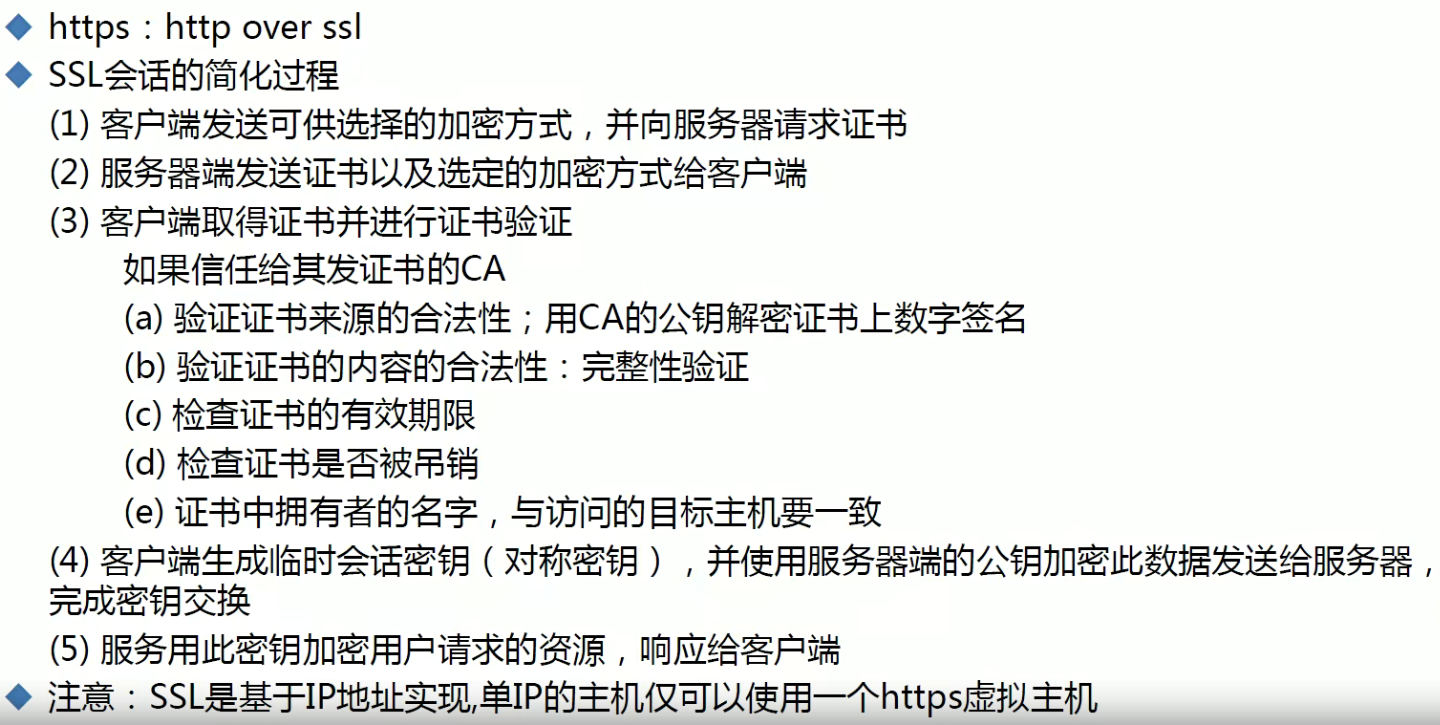 https：http over ssl
SSL会话的简化过程
(1) 客户端发送可供选择的加密方式，并向服务器请求证书
(2) 服务器端发送证书以及选定的加密方式给客户端
(3) 客户端取得证书并进行证书验证
如果信任给其发证书的CA
(a) 验证证书来源的合法性；用CA的公钥解密证书上数字签名
(b) 验证证书的内容的合法性：完整性验证
(c) 检查证书的有效期限
(d) 检查证书是否被吊销
(e) 证书中拥有者的名字，与访问的目标主机要一致
(4) 客户端生成临时会话密钥（对称密钥），并使用服务器端的公钥加密此数据发送给服务器，
完成密钥交换
(5) 服务用此密钥加密用户请求的资源，响应给客户端
注意：SSL是基于IP地址实现,单IP的主机仅可以使用一个https虚拟主机